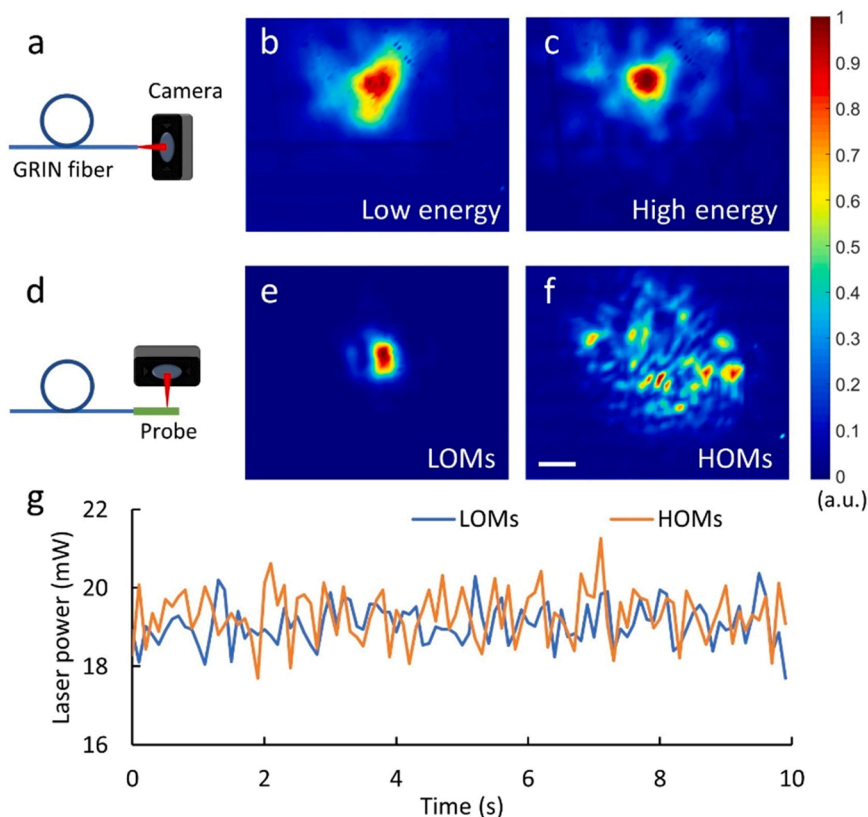 a
b
c
Camera
GRIN fiber
Low energy
High energy
1
0.9
0.8
0.7
0.6
0.5
0.4
0.3
0.2
0.1
0
(a.u.)
d
e
f
Probe
LOMs
HOMs
g
LOMs
HOMs
Laser power (mW)
22
20
18
16
0
2
4
6
8
10
Time (s)